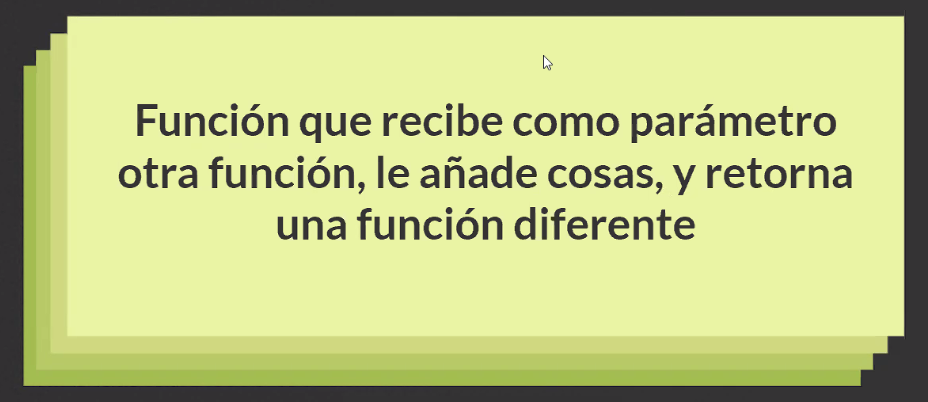 Función que recibe como parámetro
otra función, le añade cosas, y retorna
una función diferente